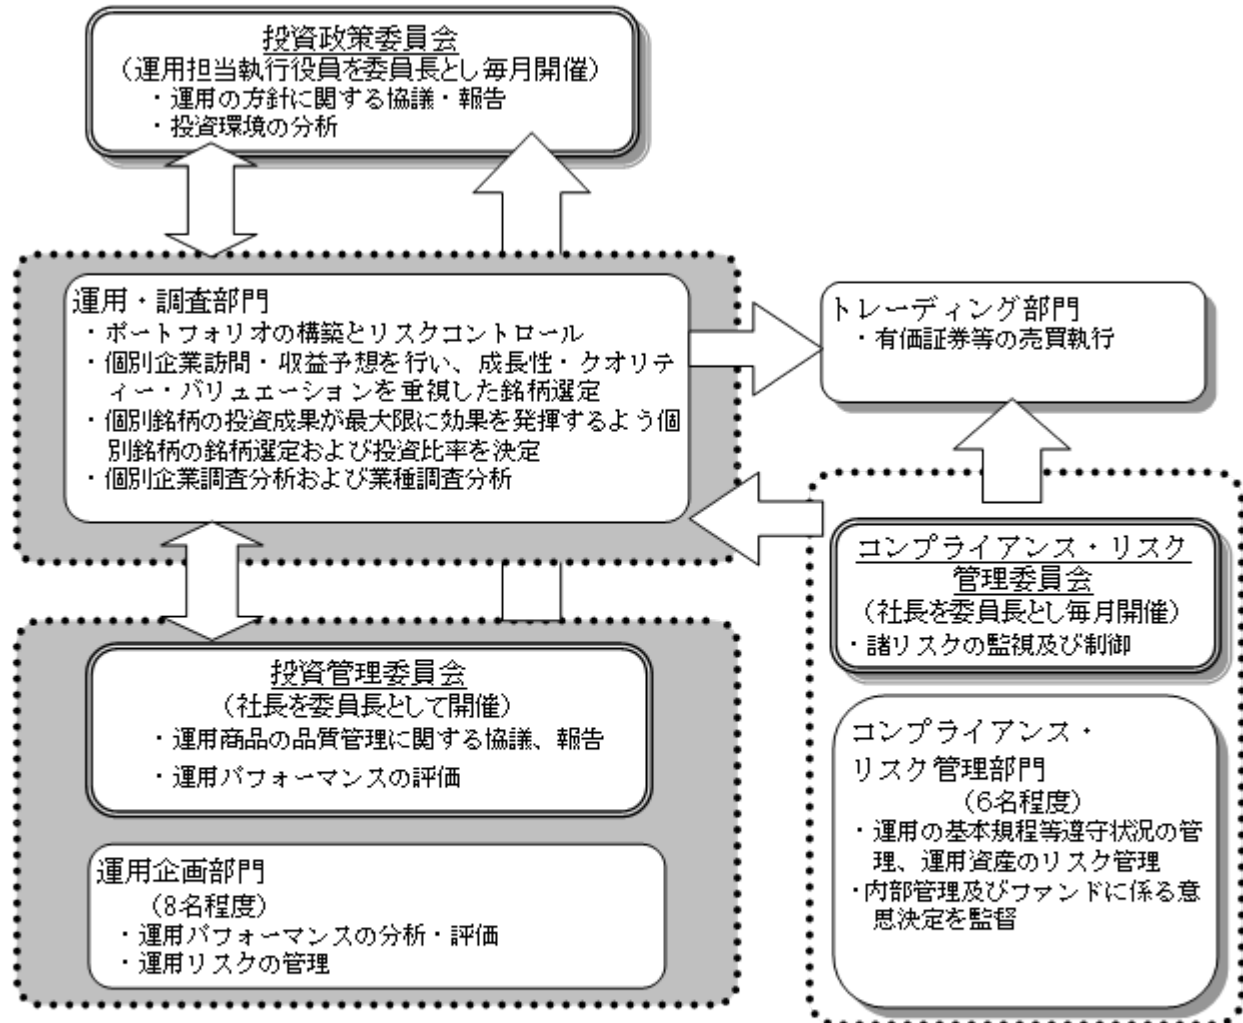 投資政策委員会
(運用担当執行役員を委員長とし毎月開催)
・運用の方針に関する協議・報告
・投資環境の分析
運用・調査部門
・ポートフォリオの構築とリスクコントロール
・個別企業訪問・収益予想を行い、成長性・クオリテ
ィー・バリュエーションを重視した銘柄選定
・個別銘柄の投資成果が最大限に効果を発揮するよう個
別銘柄の銘柄選定および投資比率を決定
・個別企業調査分析および業種調査分析
トレーディング部門
・有価証券等の売買執行
投資管理委員会
(社長を委員長として開催)
・運用商品の品質管理に関する協議、報告
・運用パフォーマンスの評価
運用企画部門
(8名程度)
・運用パフォーマンスの分析・評価
・運用リスクの管理
コンプライアンス・リスク
管理委員会
(社長を委員長とし毎月開催)
・諸リスクの監視及び制御
コンプライアンス・
リスク管理部門
(6名程度)
・運用の基本規程等遵守状況の管
理、運用資産のリスク管理
・内部管理及びファンドに係る意
思決定を監督